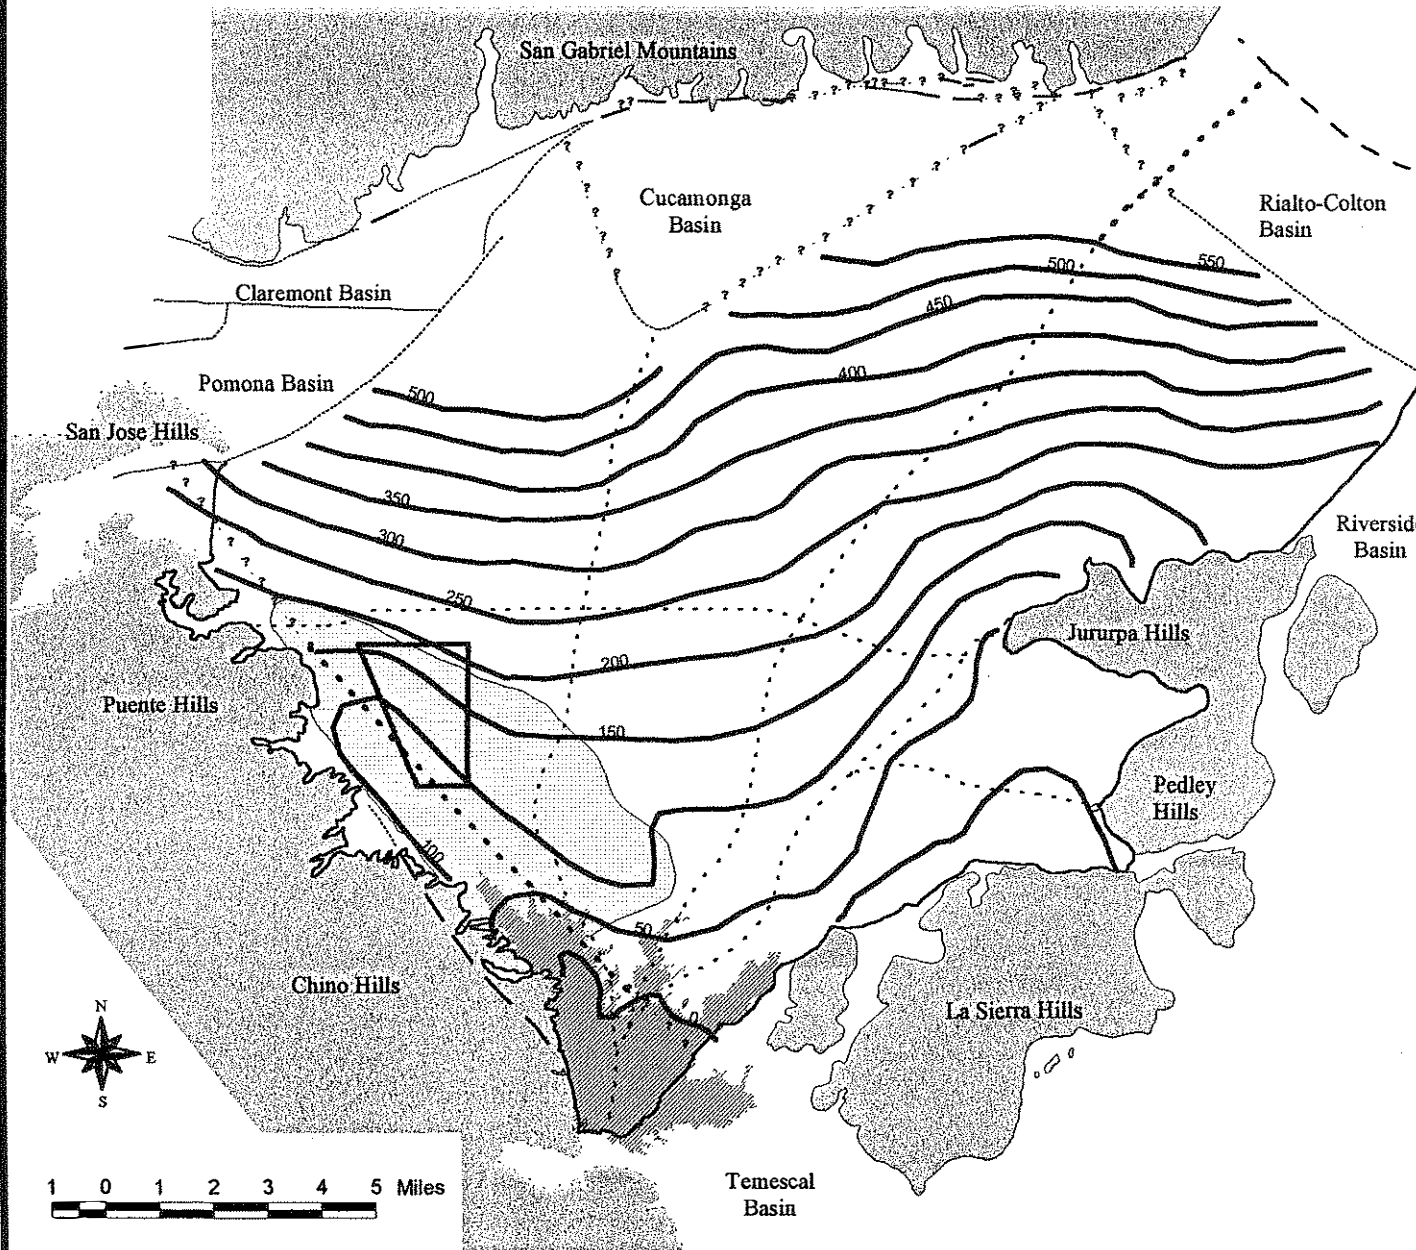 San Gabriel Mountains
Cucamonga
Basin
Rialto-Colton
Basin
550
500
450
Claremont Basin
400
Pomona Basin
500
San Jose Hills
350
300
Riverside
Basin
250
Jururpa Hills
200
Puente Hills
150
Pedley
Hills
100
50
Chino Hills
La Sierra Hills
0
N
W
E
S
1 0 1 2 3 4 5 Miles
Temescal
Basin